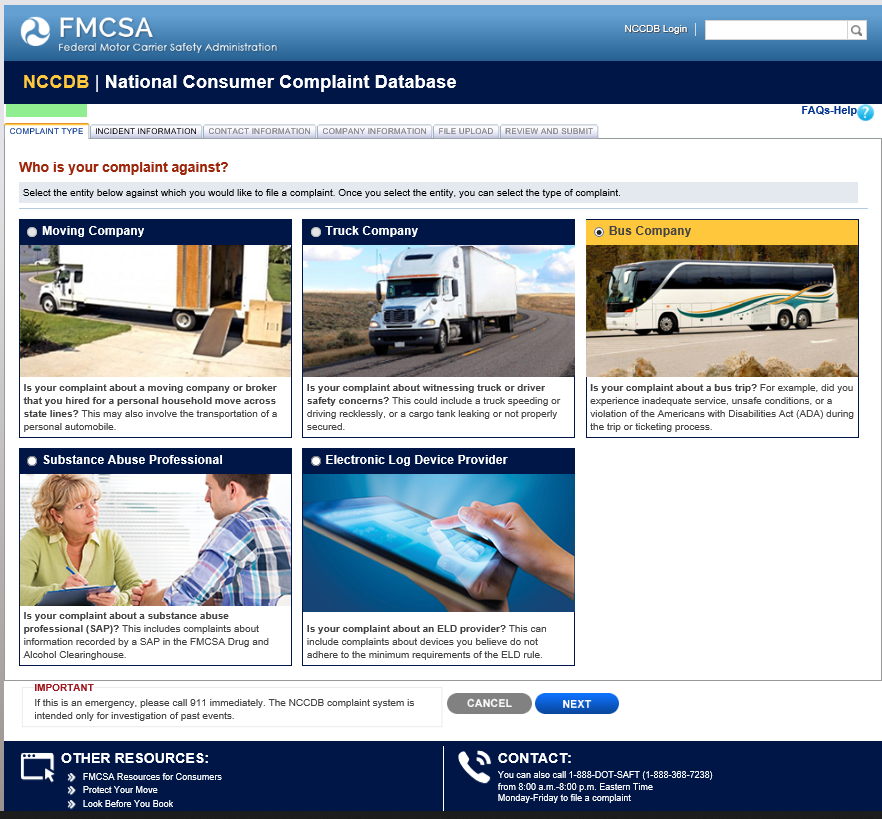 FMCSA
Federal Motor Carrier Safety Administration
NCCDB Login
NCCDB | National Consumer Complaint Database
FAQs-Help ?
COMPLAINT TYPE INCIDENT INFORMATION CONTACT INFORMATION COMPANY INFORMATION FILE UPLOAD REVIEW AND SUBMIT
Who is your complaint against?
Select the entity below against which you would like to file a complaint. Once you select the entity, you can select the type of complaint.
Moving Company
Is your complaint about a moving company or broker
that you hired for a personal household move across
state lines? This may also involve the transportation of a
personal automobile.
Truck Company
Is your complaint about witnessing truck or driver
safety concerns? This could include a truck speeding or
driving recklessly, or a cargo tank leaking or not properly
secured.
Bus Company
Is your complaint about a bus trip? For example, did you
experience inadequate service, unsafe conditions, or a
violation of the Americans with Disabilities Act (ADA) during
the trip or ticketing process.
Substance Abuse Professional
Is your complaint about a substance abuse
professional (SAP)? This includes complaints about
information recorded by a SAP in the FMCSA Drug and
Alcohol Clearinghouse.
Electronic Log Device Provider
Is your complaint about an ELD provider? This can
include complaints about devices you believe do not
adhere to the minimum requirements of the ELD rule.
IMPORTANT
If this is an emergency, please call 911 immediately. The NCCDB complaint system is
intended only for investigation of past events.
CANCEL
NEXT
OTHER RESOURCES:
FMCSA Resources for Consumers
Protect Your Move
Look Before You Book
CONTACT:
You can also call 1-888-DOT-SAFT (1-888-368-7238)
from 8:00 a.m.-8:00 p.m. Eastern Time
Monday-Friday to file a complaint